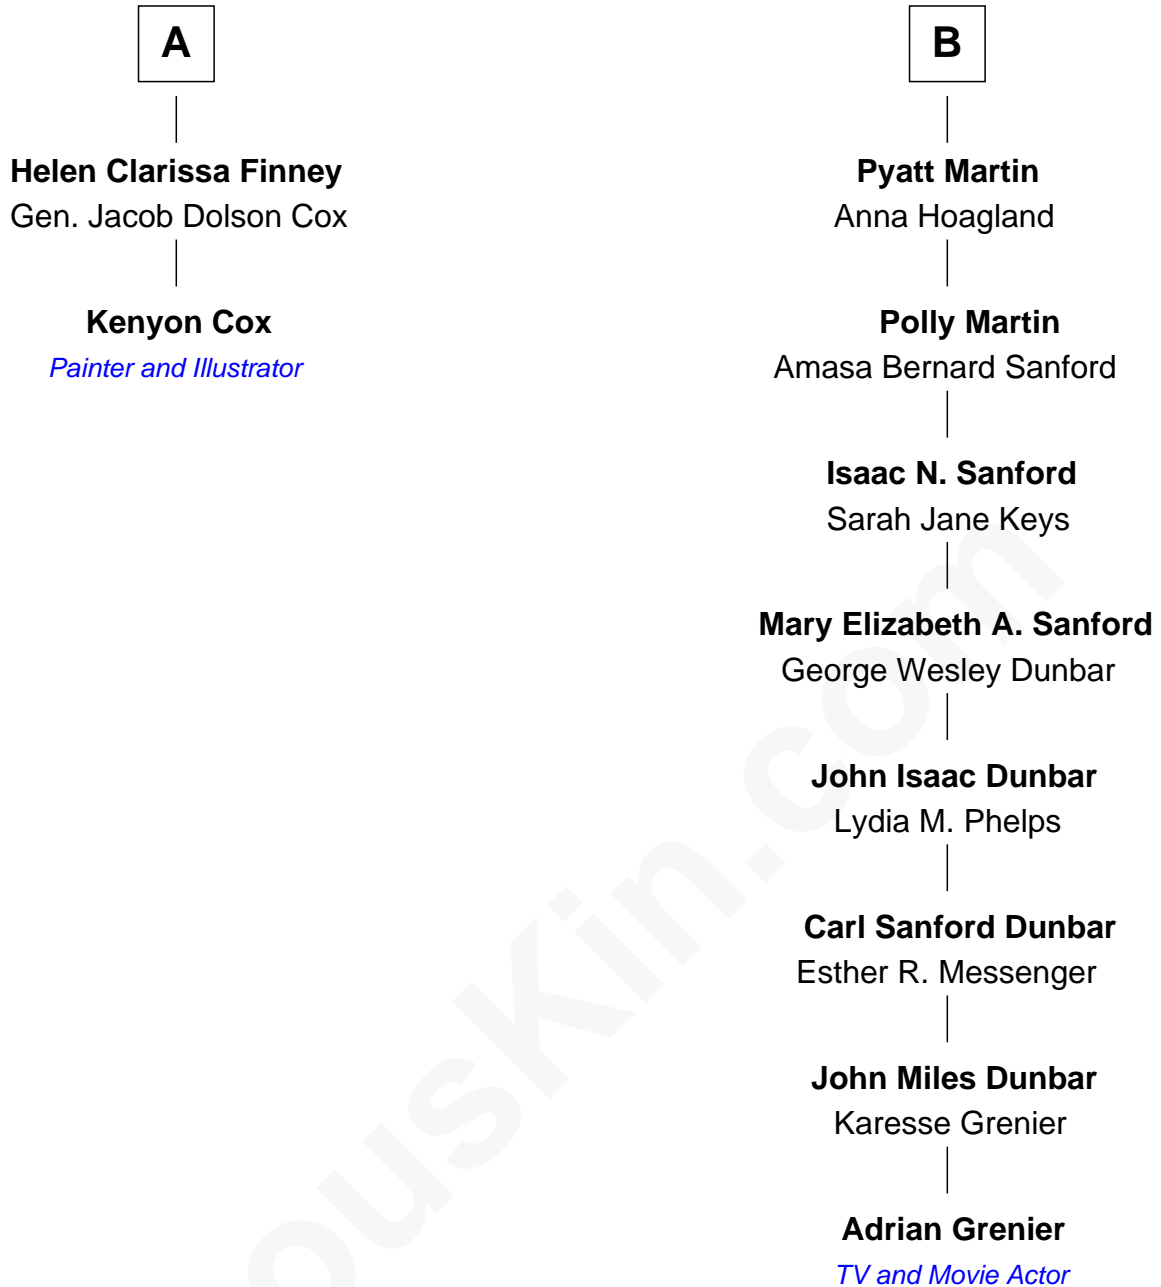 A
Helen Clarissa Finney
Gen. Jacob Dolson Cox
Kenyon Cox
Painter and Illustrator
B
Pyatt Martin
Anna Hoagland
Polly Martin
Amasa Bernard Sanford
Isaac N. Sanford
Sarah Jane Keys
Mary Elizabeth A. Sanford
George Wesley Dunbar
John Isaac Dunbar
Lydia M. Phelps
Carl Sanford Dunbar
Esther R. Messenger
John Miles Dunbar
Karesse Grenier
Adrian Grenier
TV and Movie Actor
ousKin.com